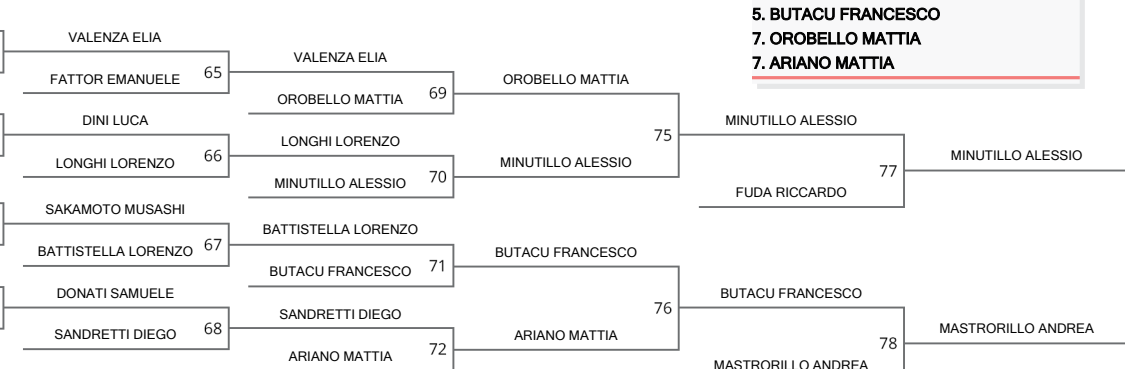 5. BUTACU FRANCESCO
7. OROBELLO MATTIA
7. ARIANO MATTIA
VALENZA ELIA
FATTOR EMANUELE
65
DINI LUCA
LONGHI LORENZO
66
SAKAMOTO MUSASHI
BATTISTELLA LORENZO
67
DONATI SAMUELE
SANDRETTI DIEGO
68
VALENZA ELIA
OROBELLO MATTIA
69
LONGHI LORENZO
MINUTILLO ALESSIO
70
BATTISTELLA LORENZO
BUTACU FRANCESCO
71
SANDRETTI DIEGO
ARIANO MATTIA
72
OROBELLO MATTIA
MINUTILLO ALESSIO
75
BUTACU FRANCESCO
ARIANO MATTIA
76
MINUTILLO ALESSIO
FUDA RICCARDO
77
BUTACU FRANCESCO
MASTRORILLO ANDREA
78
MINUTILLO ALESSIO
MASTRORILLO ANDREA